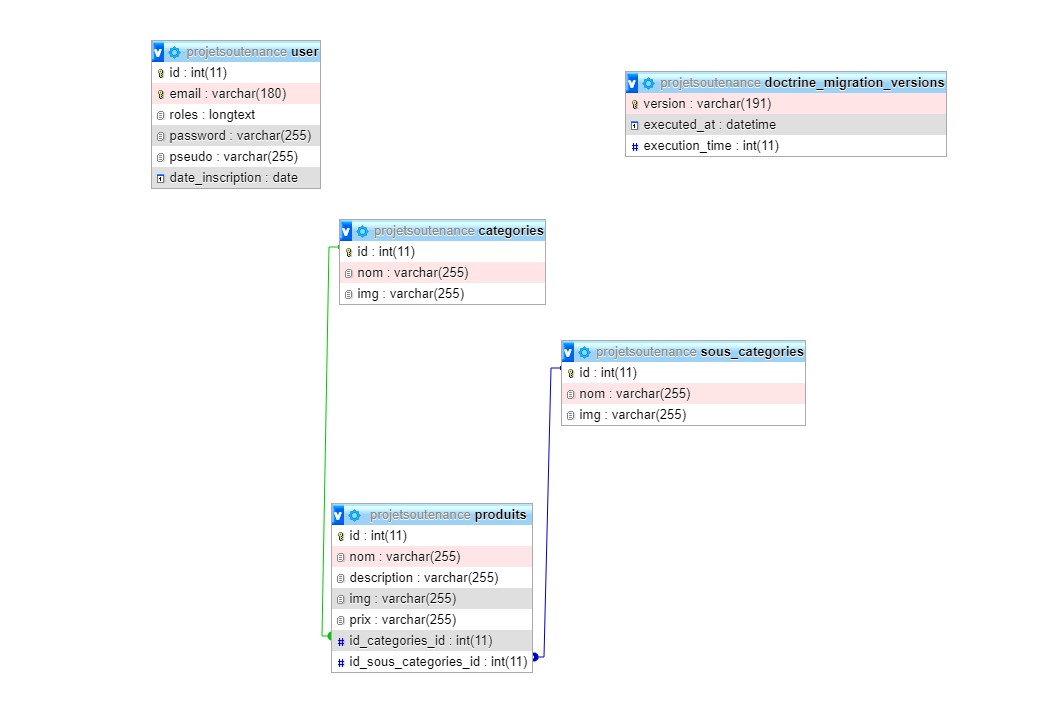 projetsoutenance user
id : int(11)
email : varchar(180)
roles : longtext
password : varchar(255)
pseudo : varchar(255)
date_inscription : date
projetsoutenance doctrine_migration_versions
version : varchar(191)
executed_at : datetime
execution_time : int(11)
projetsoutenance categories
id : int(11)
nom : varchar(255)
img : varchar(255)
projetsoutenance sous_categories
id : int(11)
nom : varchar(255)
img : varchar(255)
projetsoutenance produits
id : int(11)
nom : varchar(255)
description : varchar(255)
img : varchar(255)
prix : varchar(255)
id_categories_id : int(11)
id_sous_categories_id : int(11)